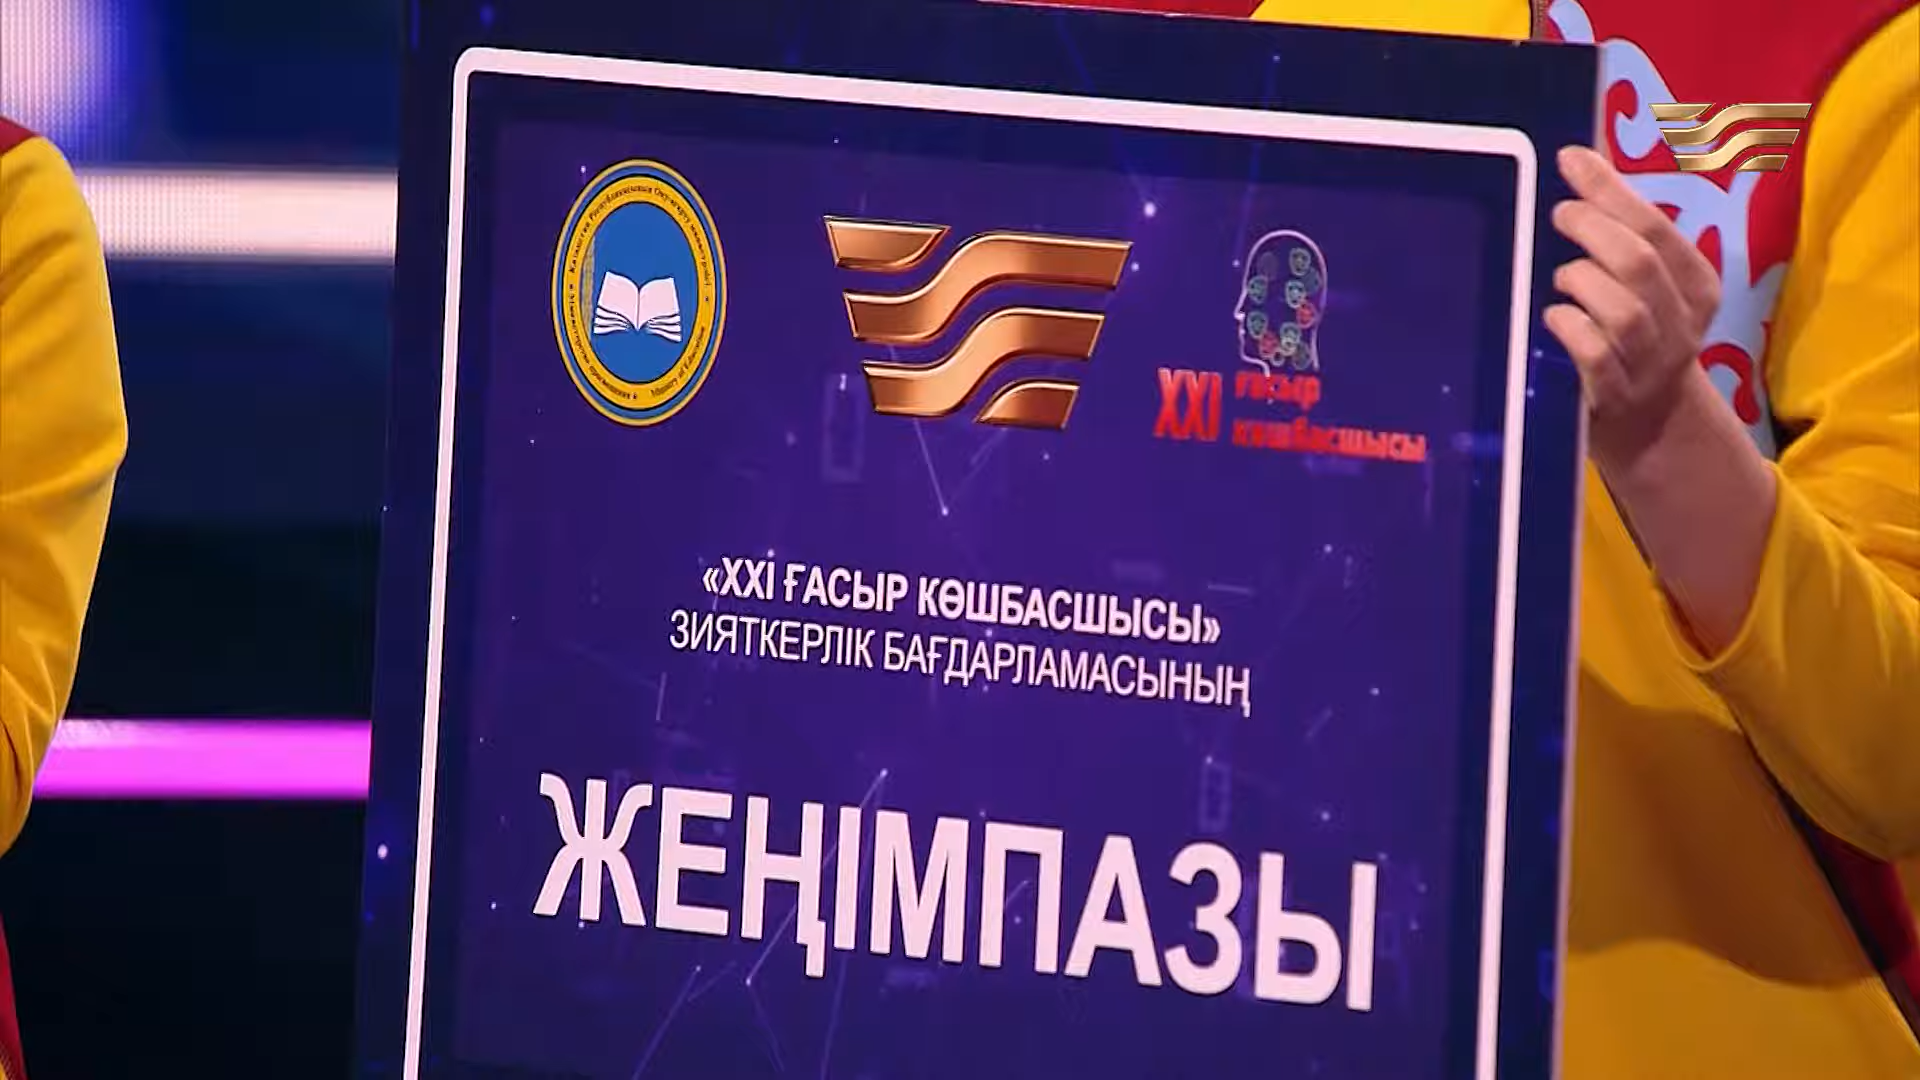 XXI ғасыр
көшбасшысы
«XXI ҒАСЫР КӨШБАСШЫСЫ»
ЗИЯТКЕРЛІК БАҒДАРЛАМАСЫНЫҢ
ЖЕҢІМПАЗЫ